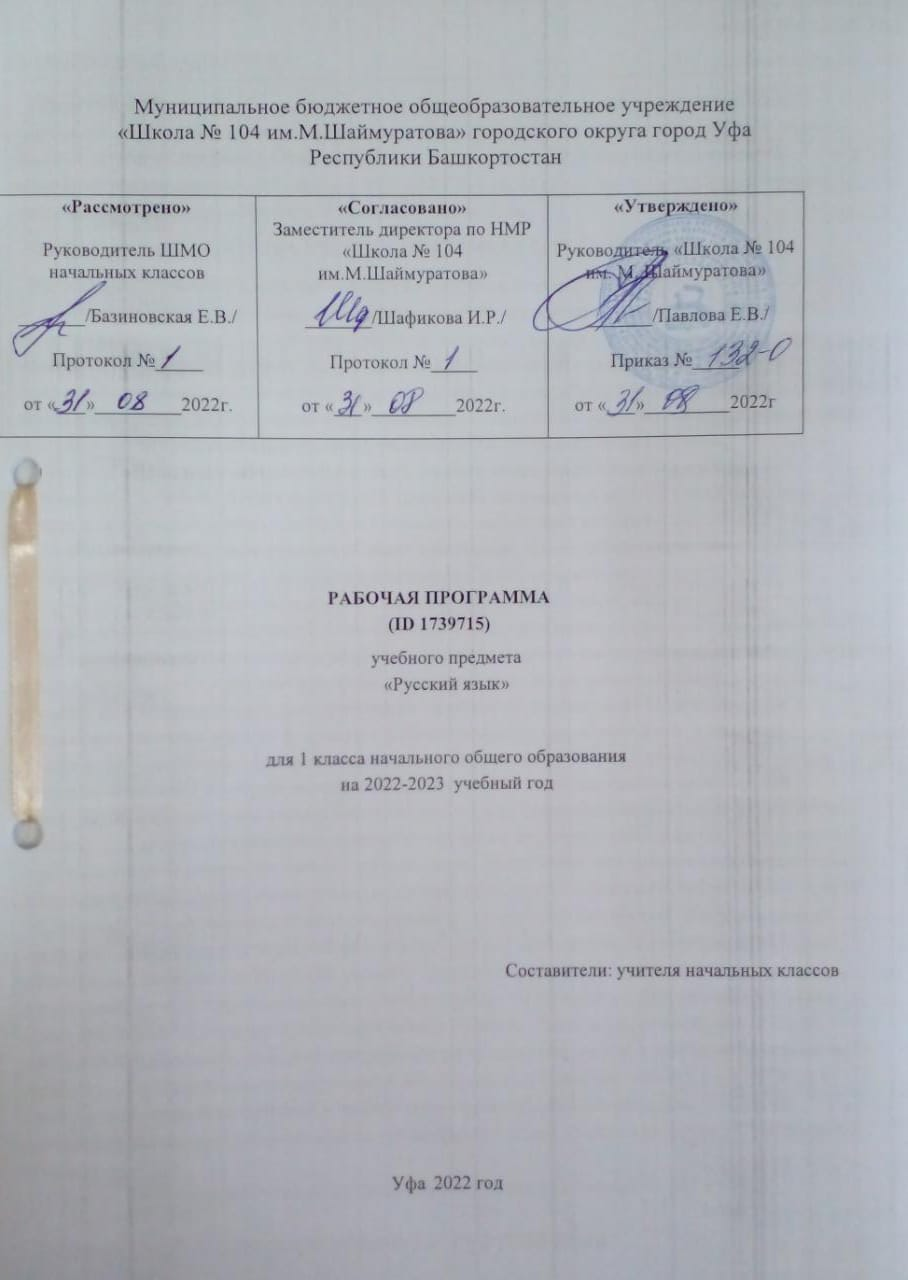 Муниципальное бюджетное общеобразовательное учреждение
«Школа № 104 им.М.Шаймуратова» городского округа город Уфа
Республики Башкортостан
«Рассмотрено»
Руководитель ШМО
начальных классов
/Базиновская Е.В./
Протокол № 1
от «31» 08 2022г.
«Согласовано»
Заместитель директора по НМР
«Школа № 104
им.М.Шаймуратова»
/Шафикова И.Р./
Протокол № 1
от «31» 08 2022г.
«Утверждено»
Руководитель «Школа № 104
им. М. Шаймуратова»
/Павлова Е.В./
Приказ № 132-О
от «31» 08 2022г
РАБОЧАЯ ПРОГРАММА
(ID 1739715)
учебного предмета
«Русский язык»
для 1 класса начального общего образования
на 2022-2023 учебный год
Составители: учителя начальных классов
Уфа 2022 год